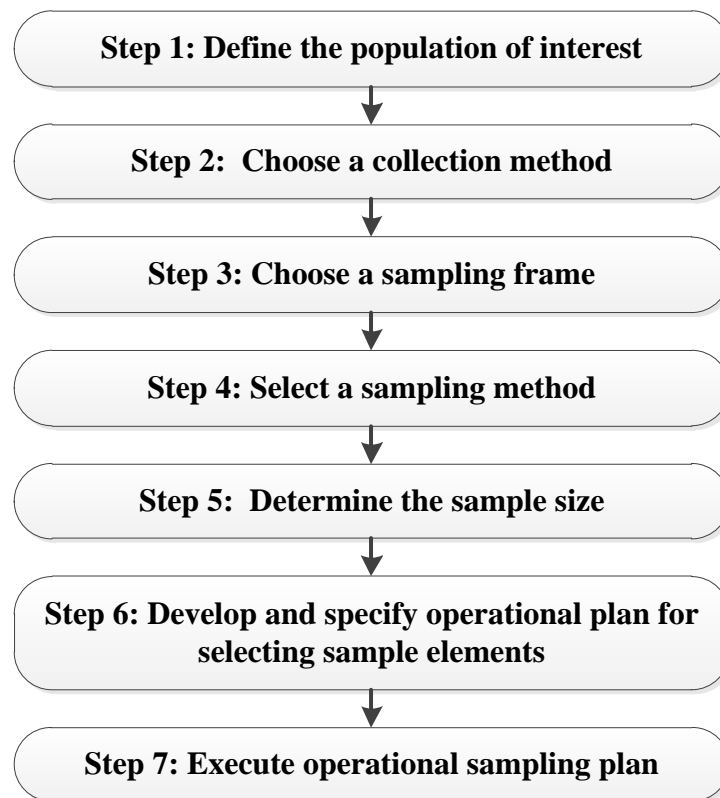 Step 1: Define the population of interest
Step 2:  Choose a collection method
Step 3: Choose a sampling frame
Step 4: Select a sampling method
Step 5:  Determine the sample size
Step 6: Develop and specify operational plan for
selecting sample elements
Step 7: Execute operational sampling plan